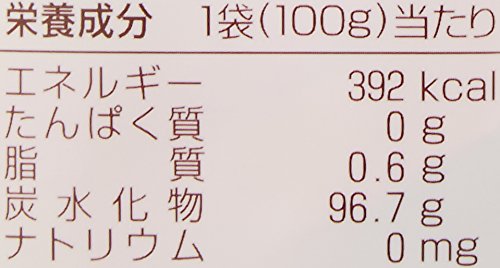 栄養成分 1袋(100g)当たり
エネルギー 392 kcal
たんぱく質 0 g
脂質 0.6 g
炭水化物 96.7 g
ナトリウム 0 mg